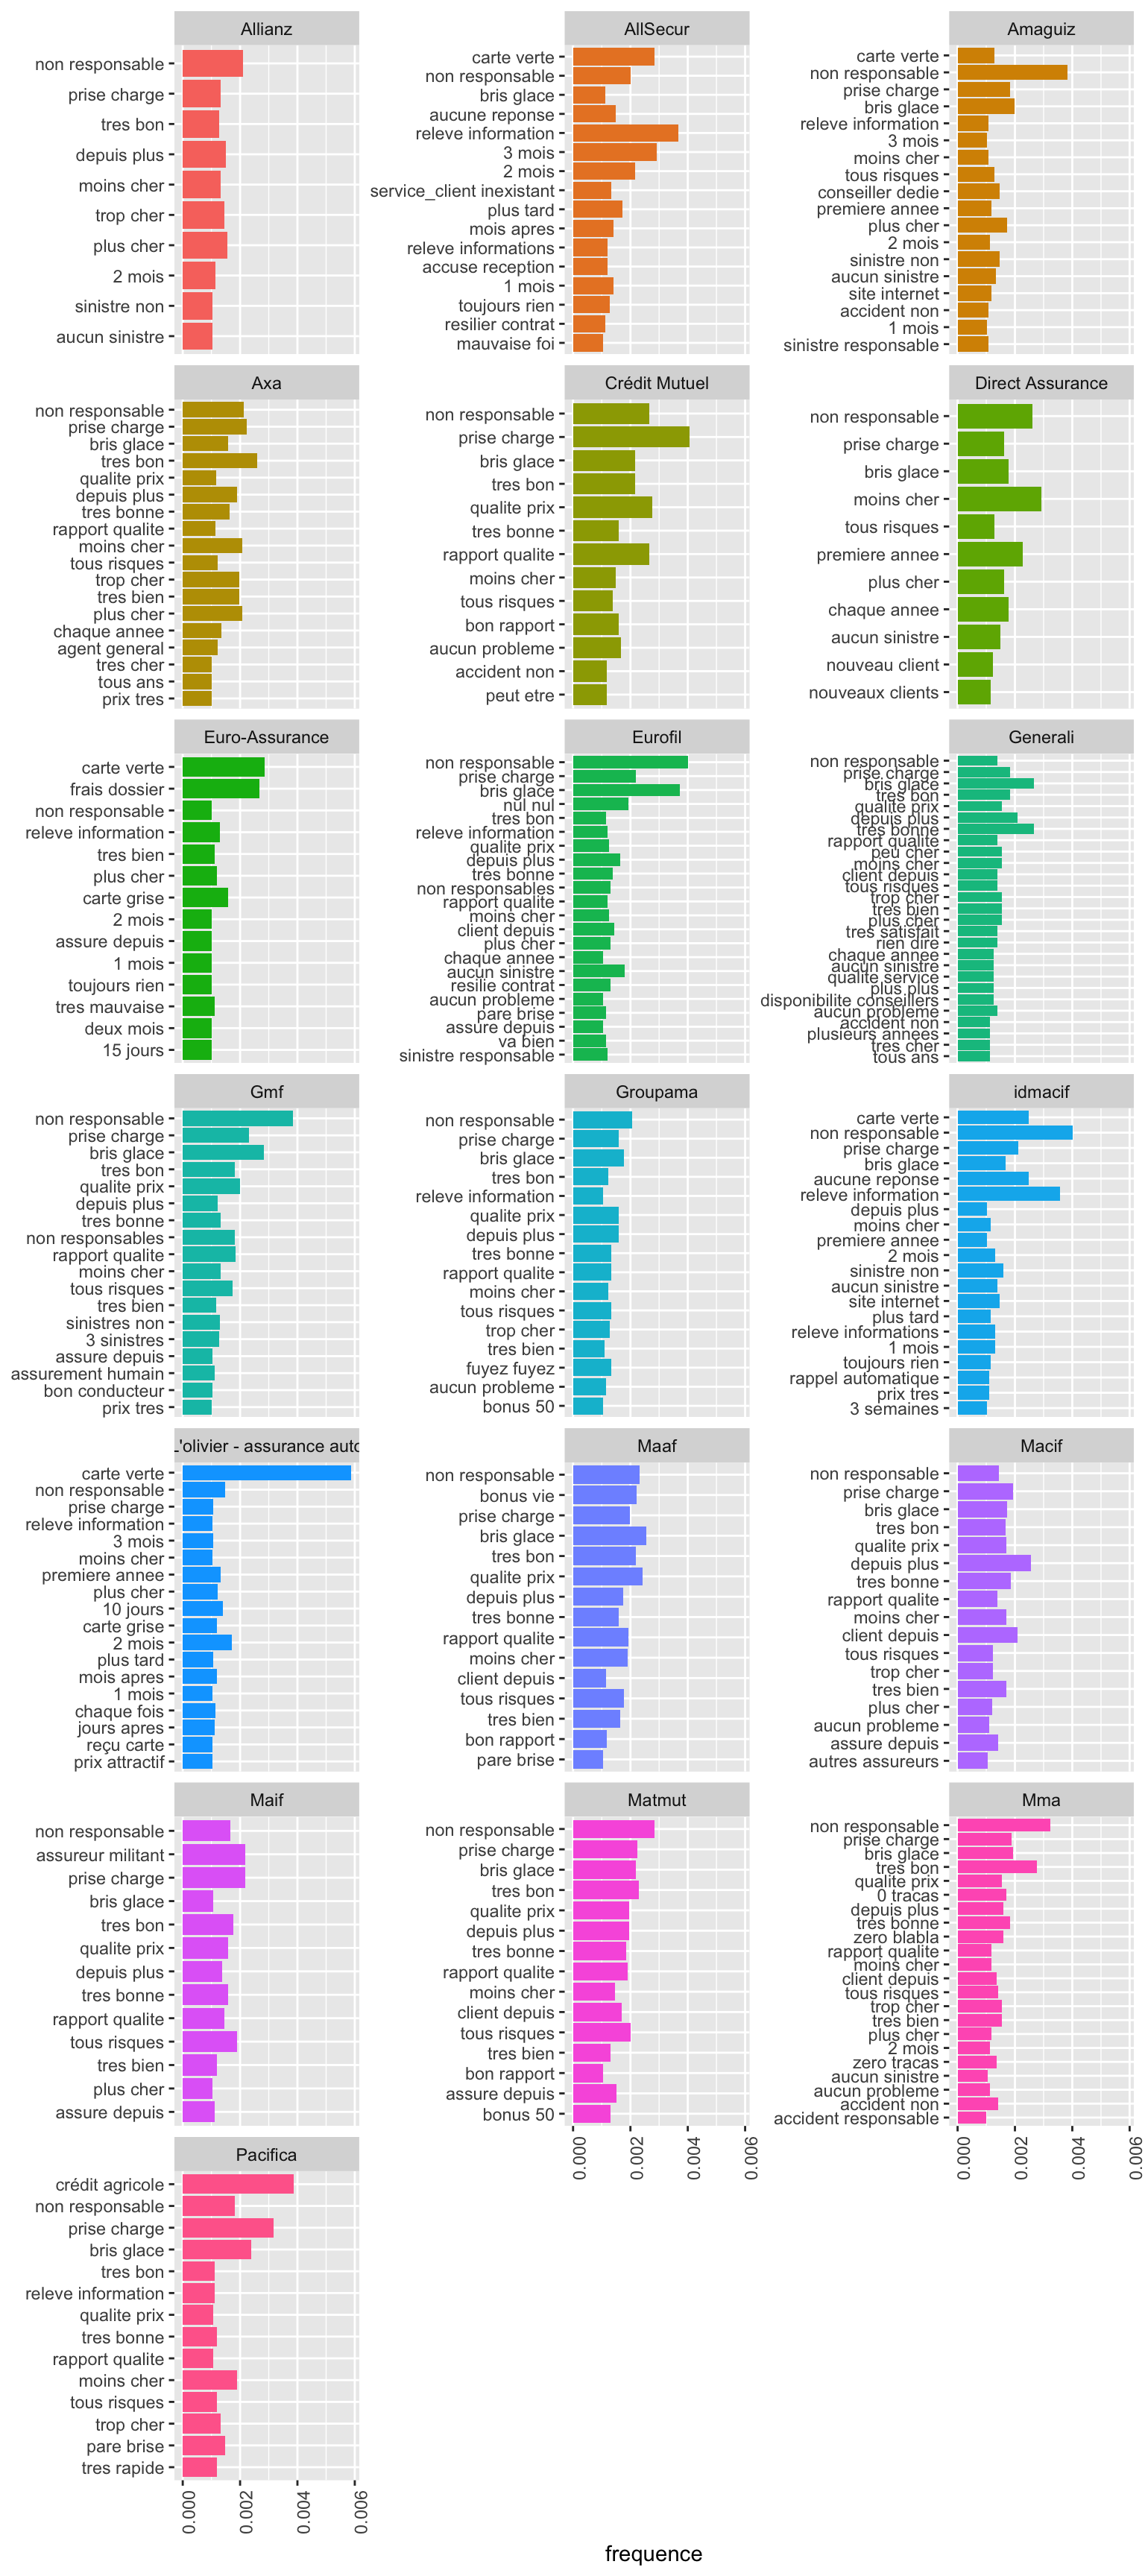 Allianz
non responsable
prise charge
tres bon
depuis plus
moins cher
trop cher
plus cher
2 mois
sinistre non
aucun sinistre
AllSecur
carte verte
non responsable
bris glace
aucune reponse
releve information
3 mois
2 mois
service_client inexistant
plus tard
mois apres
releve informations
accuse reception
1 mois
toujours rien
resilier contrat
mauvaise foi
Amaguiz
carte verte
non responsable
prise charge
bris glace
releve information
3 mois
moins cher
tous risques
conseiller dedie
premiere annee
plus cher
2 mois
sinistre non
aucun sinistre
site internet
accident non
1 mois
sinistre responsable
Axa
non responsable
prise charge
bris glace
tres bon
qualite prix
depuis plus
tres bonne
rapport qualite
moins cher
tous risques
trop cher
tres bien
plus cher
chaque annee
agent general
tres cher
tous ans
prix tres
Crédit Mutuel
non responsable
prise charge
bris glace
tres bon
qualite prix
tres bonne
rapport qualite
moins cher
tous risques
bon rapport
aucun probleme
accident non
peut etre
Direct Assurance
non responsable
prise charge
bris glace
moins cher
tous risques
premiere annee
plus cher
chaque annee
aucun sinistre
nouveau client
nouveaux clients
Euro-Assurance
carte verte
frais dossier
non responsable
releve information
tres bien
plus cher
carte grise
2 mois
assure depuis
1 mois
toujours rien
tres mauvaise
deux mois
15 jours
Eurofil
non responsable
prise charge
bris glace
nul nul
tres bon
releve information
qualite prix
depuis plus
tres bonne
non responsables
rapport qualite
moins cher
client depuis
plus cher
chaque annee
aucun sinistre
resilie contrat
aucun probleme
pare brise
assure depuis
va bien
sinistre responsable
Generali
non responsable
prise charge
bris glace
tres bon
qualite prix
depuis plus
tres bonne
rapport qualite
peu cher
moins cher
client depuis
tous risques
trop cher
tres bien
plus cher
tres satisfait
rien dire
chaque annee
aucun sinistre
qualite service
plus plus
disponibilite conseillers
aucun probleme
accident non
plusieurs annees
tres cher
tous ans
Gmf
non responsable
prise charge
bris glace
tres bon
qualite prix
depuis plus
tres bonne
non responsables
rapport qualite
moins cher
tous risques
tres bien
sinistres non
3 sinistres
assure depuis
assurement humain
bon conducteur
prix tres
Groupama
non responsable
prise charge
bris glace
tres bon
releve information
qualite prix
depuis plus
tres bonne
rapport qualite
moins cher
tous risques
trop cher
tres bien
fuyez fuyez
aucun probleme
bonus 50
idmacif
carte verte
non responsable
prise charge
bris glace
aucune reponse
releve information
depuis plus
moins cher
premiere annee
2 mois
sinistre non
aucun sinistre
site internet
plus tard
releve informations
1 mois
toujours rien
rappel automatique
prix tres
3 semaines
L'olivier - assurance auto
carte verte
non responsable
prise charge
releve information
3 mois
moins cher
premiere annee
plus cher
10 jours
carte grise
2 mois
plus tard
mois apres
1 mois
chaque fois
jours apres
reçu carte
prix attractif
Maaf
non responsable
bonus vie
prise charge
bris glace
tres bon
qualite prix
depuis plus
tres bonne
rapport qualite
moins cher
client depuis
tous risques
tres bien
bon rapport
pare brise
Macif
non responsable
prise charge
bris glace
tres bon
qualite prix
depuis plus
tres bonne
rapport qualite
moins cher
client depuis
tous risques
trop cher
tres bien
plus cher
aucun probleme
assure depuis
autres assureurs
Maif
non responsable
assureur militant
prise charge
bris glace
tres bon
qualite prix
depuis plus
tres bonne
rapport qualite
tous risques
tres bien
plus cher
assure depuis
Matmut
non responsable
prise charge
bris glace
tres bon
qualite prix
depuis plus
tres bonne
rapport qualite
moins cher
client depuis
tous risques
tres bien
bon rapport
assure depuis
bonus 50
0.000
0.002
0.004
0.006
Mma
non responsable
prise charge
bris glace
tres bon
qualite prix
0 tracas
depuis plus
tres bonne
zero blabla
rapport qualite
moins cher
client depuis
tous risques
trop cher
tres bien
plus cher
2 mois
zero tracas
aucun sinistre
aucun probleme
accident non
accident responsable
0.000
0.002
0.004
0.006
Pacifica
crédit agricole
non responsable
prise charge
bris glace
tres bon
releve information
qualite prix
tres bonne
rapport qualite
moins cher
tous risques
trop cher
pare brise
tres rapide
0.000
0.002
0.004
0.006
frequence